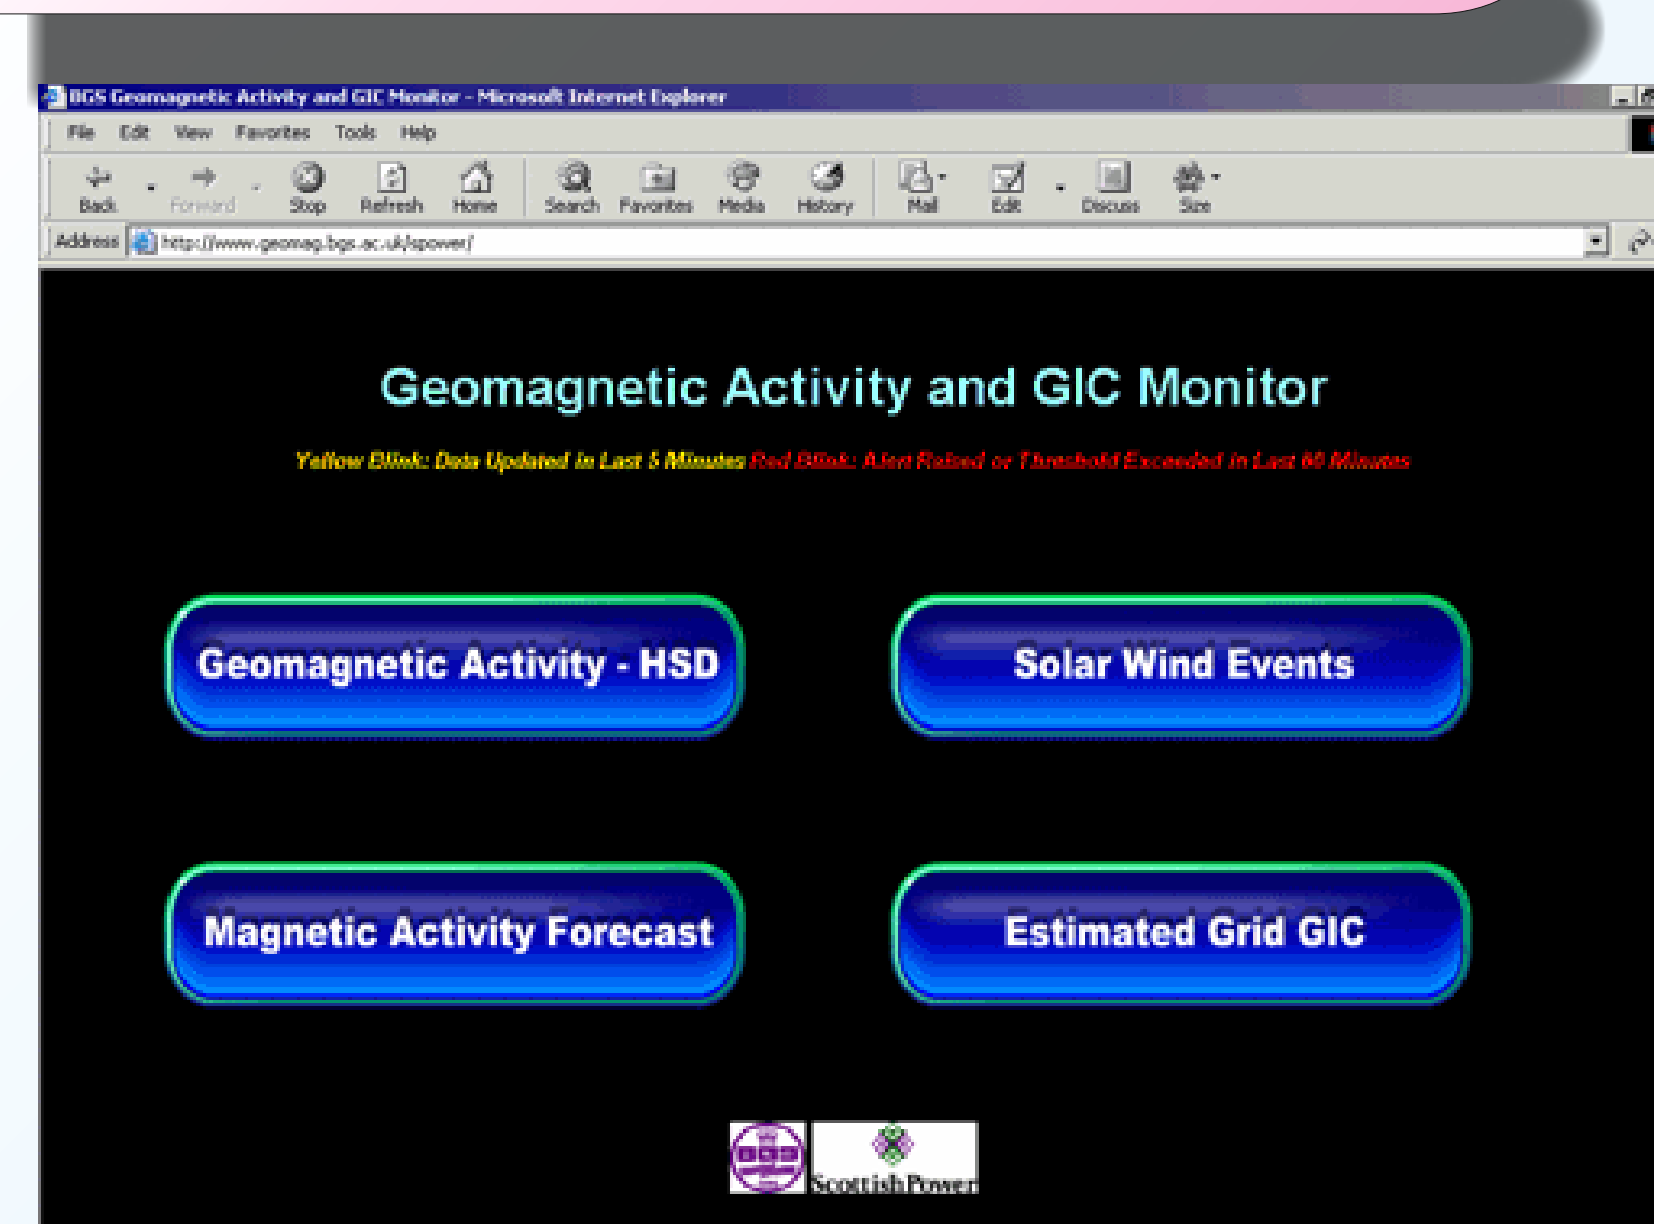 BGS Geomagnetic Activity and GIC Monitor - Microsoft Internet Explorer
File Edit View Favorites Tools Help
Back Forward Stop Refresh Home Search Favorites Media History Mail Edit Discuss Size
Address http://www.geomag.bgs.ac.uk/spower/
Geomagnetic Activity and GIC Monitor
Yellow Blink: Data Updated in Last 5 Minutes Red Blink: Alert Raised or Threshold Exceeded in Last 60 Minutes
Geomagnetic Activity - HSD Solar Wind Events
Magnetic Activity Forecast Estimated Grid GIC
BGS ScottishPower